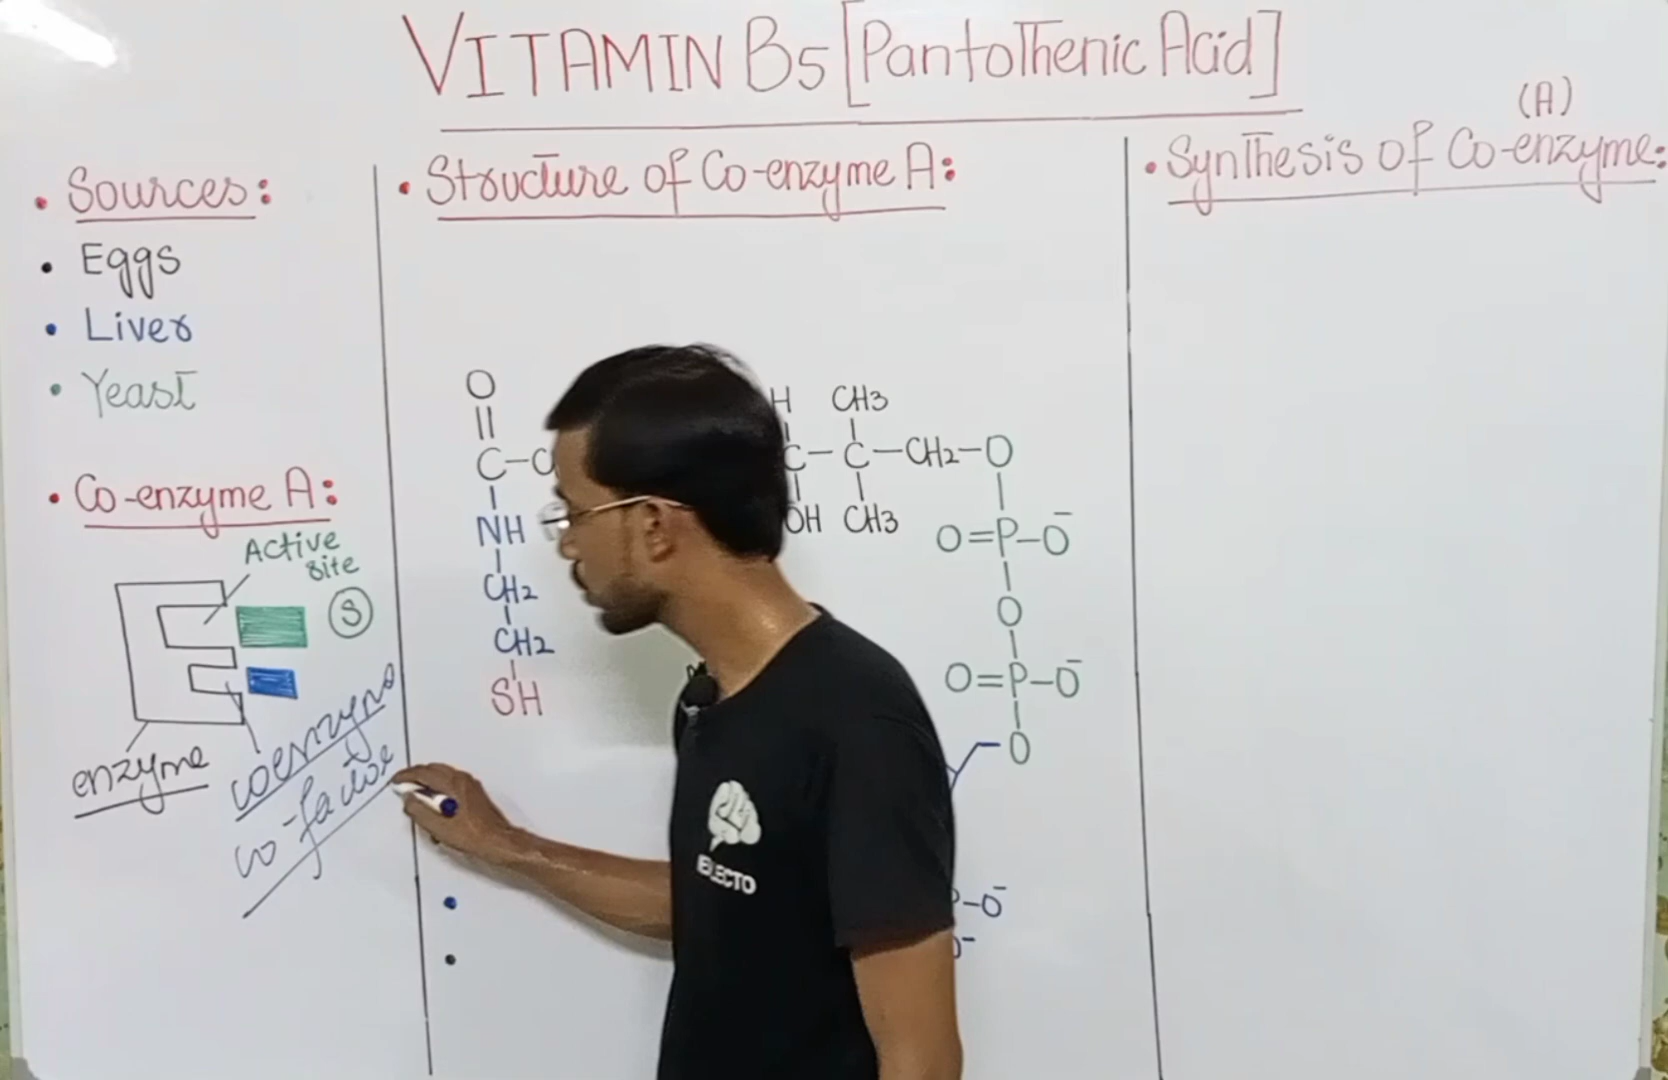 VITAMIN B5 [Pantothenic Acid]
• Sources:
• Eggs
• Liver
• Yeast
• Co-enzyme A:
Active
Site
S
enzyme
coenzyme
co-factor
• Structure of Co-enzyme A:
O
||
C–C
NH
CH2
CH2
SH
H CH3
C–C–CH2–O
OH CH3
O=P–O⁻
O
O=P–O⁻
O
P–O⁻
O⁻
(A)
• Synthesis of Co-enzyme: